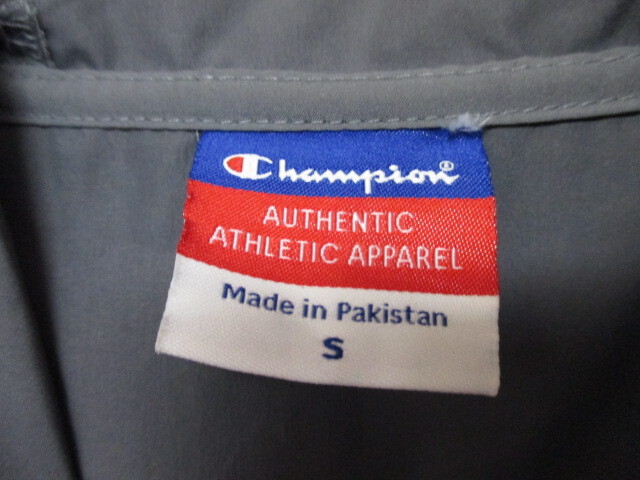 Champion®
AUTHENTIC
ATHLETIC APPAREL
Made in Pakistan
S